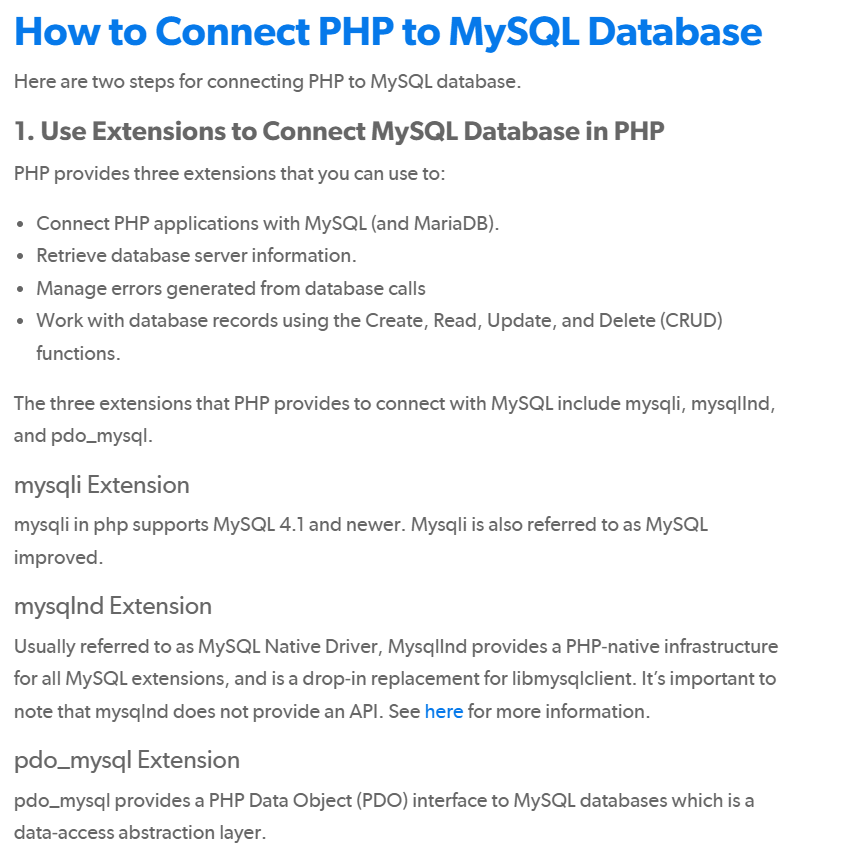 How to Connect PHP to MySQL Database
Here are two steps for connecting PHP to MySQL database.
1. Use Extensions to Connect MySQL Database in PHP
PHP provides three extensions that you can use to:
• Connect PHP applications with MySQL (and MariaDB).
• Retrieve database server information.
• Manage errors generated from database calls
• Work with database records using the Create, Read, Update, and Delete (CRUD)
functions.
The three extensions that PHP provides to connect with MySQL include mysqli, mysqllnd,
and pdo_mysql.
mysqli Extension
mysqli in php supports MySQL 4.1 and newer. Mysqli is also referred to as MySQL
improved.
mysqlnd Extension
Usually referred to as MySQL Native Driver, Mysqllnd provides a PHP-native infrastructure
for all MySQL extensions, and is a drop-in replacement for libmysqlclient. It’s important to
note that mysqlnd does not provide an API. See here for more information.
pdo_mysql Extension
pdo_mysql provides a PHP Data Object (PDO) interface to MySQL databases which is a
data-access abstraction layer.